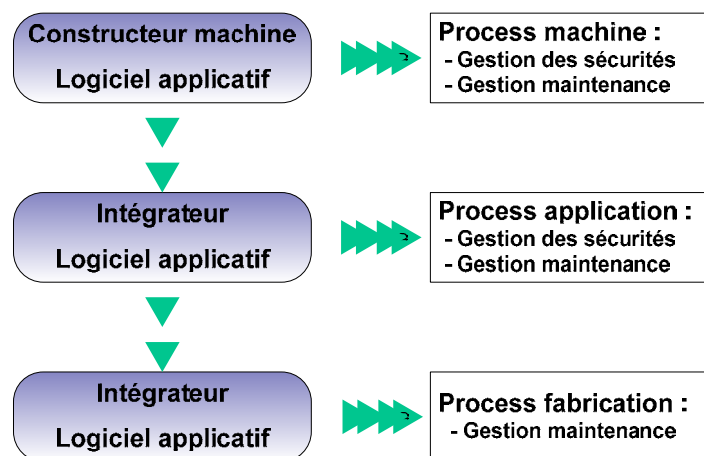 Constructeur machine
Logiciel applicatif
Process machine :
- Gestion des sécurités
- Gestion maintenance
Intégrateur
Logiciel applicatif
Process application :
- Gestion des sécurités
- Gestion maintenance
Intégrateur
Logiciel applicatif
Process fabrication :
- Gestion maintenance